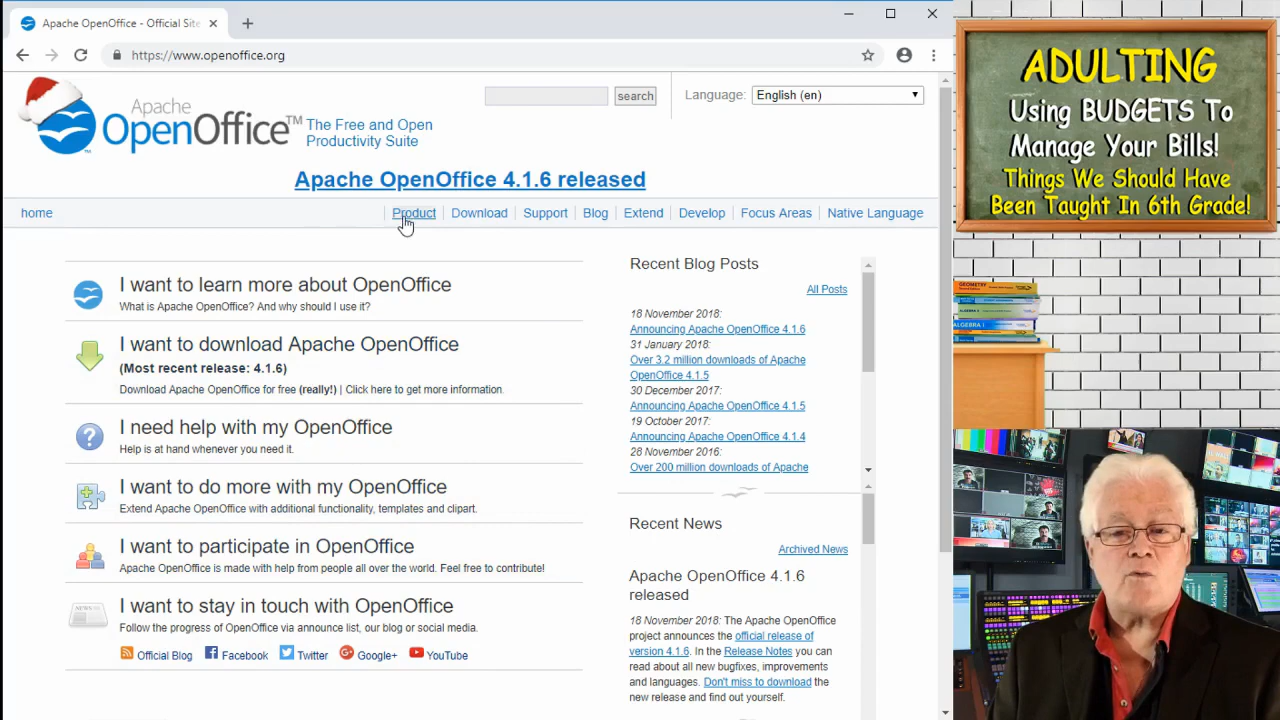 Apache OpenOffice - Official Site
https://www.openoffice.org
Apache
OpenOffice™
The Free and Open
Productivity Suite
search
Language:
English (en)
Apache OpenOffice 4.1.6 released
home
Product
Download
Support
Blog
Extend
Develop
Focus Areas
Native Language
I want to learn more about OpenOffice
What is Apache OpenOffice? And why should I use it?
I want to download Apache OpenOffice
(Most recent release: 4.1.6)
Download Apache OpenOffice for free (really!) | Click here to get more information.
I need help with my OpenOffice
Help is at hand whenever you need it.
I want to do more with my OpenOffice
Extend Apache OpenOffice with additional functionality, templates and clipart.
I want to participate in OpenOffice
Apache OpenOffice is made with help from people all over the world. Feel free to contribute!
NEWS
I want to stay in touch with OpenOffice
Follow the progress of OpenOffice via announce list, our blog or social media.
Official Blog
Facebook
Twitter
Google+
YouTube
Recent Blog Posts
All Posts
18 November 2018:
Announcing Apache OpenOffice 4.1.6
31 January 2018:
Over 3.2 million downloads of Apache
OpenOffice 4.1.5
30 December 2017:
Announcing Apache OpenOffice 4.1.5
19 October 2017:
Announcing Apache OpenOffice 4.1.4
28 November 2016:
Over 200 million downloads of Apache
Recent News
Archived News
Apache OpenOffice 4.1.6
released
18 November 2018: The Apache OpenOffice
project announces the official release of
version 4.1.6. In the Release Notes you can
read about all new bugfixes, improvements
and languages. Don't miss to download the
new release and find out yourself.
ADULTING
Using BUDGETS To
Manage Your Bills!
Things We Should Have
Been Taught In 6th Grade!
GEOMETRY
ALGEBRA 2
ALGEBRA 1